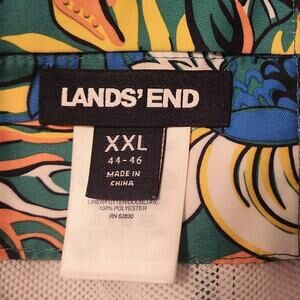 LANDS' END
XXL
44-46
MADE IN
CHINA
100% POLYESTER
RN 62830